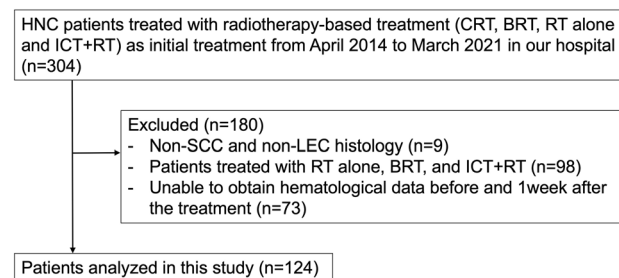 HNC patients treated with radiotherapy-based treatment (CRT, BRT, RT alone
and ICT+RT) as initial treatment from April 2014 to March 2021 in our hospital
(n=304)
Excluded (n=180)
- Non-SCC and non-LEC histology (n=9)
- Patients treated with RT alone, BRT, and ICT+RT (n=98)
- Unable to obtain hematological data before and 1week after
the treatment (n=73)
Patients analyzed in this study (n=124)